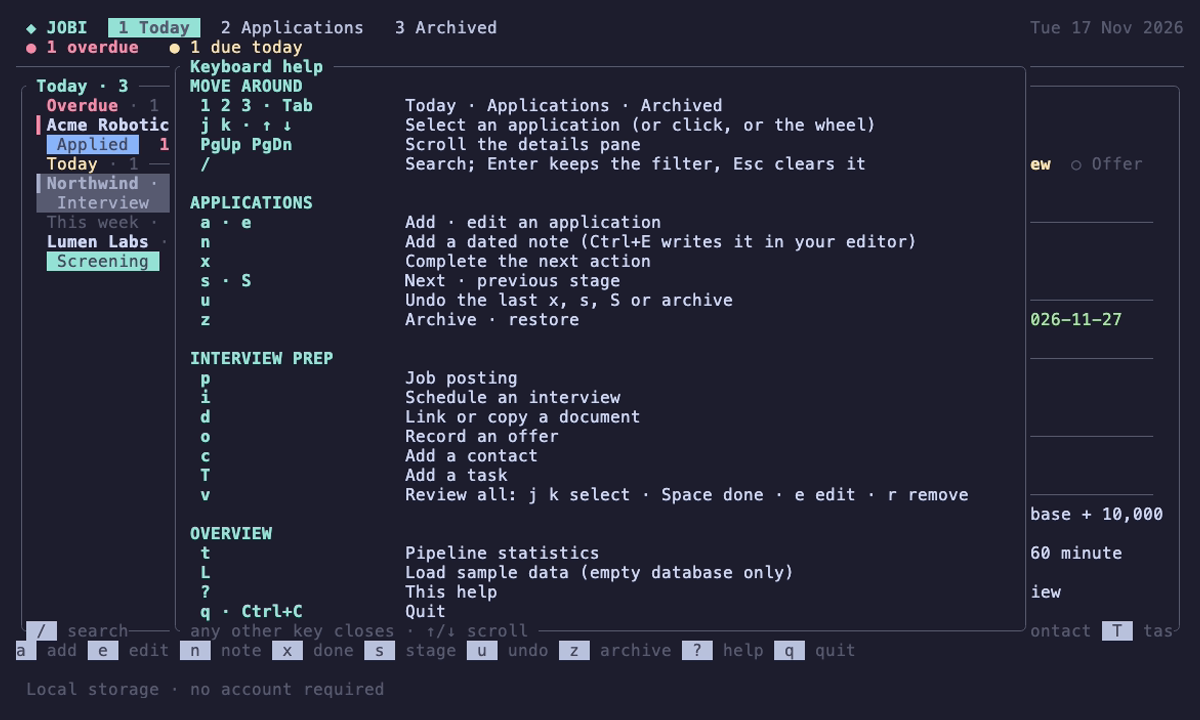 ◆ JOBI 1 Today 2 Applications 3 Archived Tue 17 Nov 2026
● 1 overdue ● 1 due today
Keyboard help
Today · 3 MOVE AROUND
Overdue · 1 1 2 3 · Tab Today · Applications · Archived
Acme Robotic j k · ↑ ↓ Select an application (or click, or the wheel)
Applied 1 PgUp PgDn Scroll the details pane
Today · 1 / Search; Enter keeps the filter, Esc clears it ew ○ Offer
Northwind ·
Interview APPLICATIONS
This week · a · e Add · edit an application
Lumen Labs · n Add a dated note (Ctrl+E writes it in your editor)
Screening x Complete the next action
s · S Next · previous stage
u Undo the last x, s, S or archive
z Archive · restore 026-11-27
INTERVIEW PREP
p Job posting
i Schedule an interview
d Link or copy a document
o Record an offer
c Add a contact
T Add a task
v Review all: j k select · Space done · e edit · r remove
base + 10,000
OVERVIEW
t Pipeline statistics 60 minute
L Load sample data (empty database only)
? This help iew
q · Ctrl+C Quit
/ search any other key closes · ↑/↓ scroll ontact T tas
a add e edit n note x done s stage u undo z archive ? help q quit
Local storage · no account required